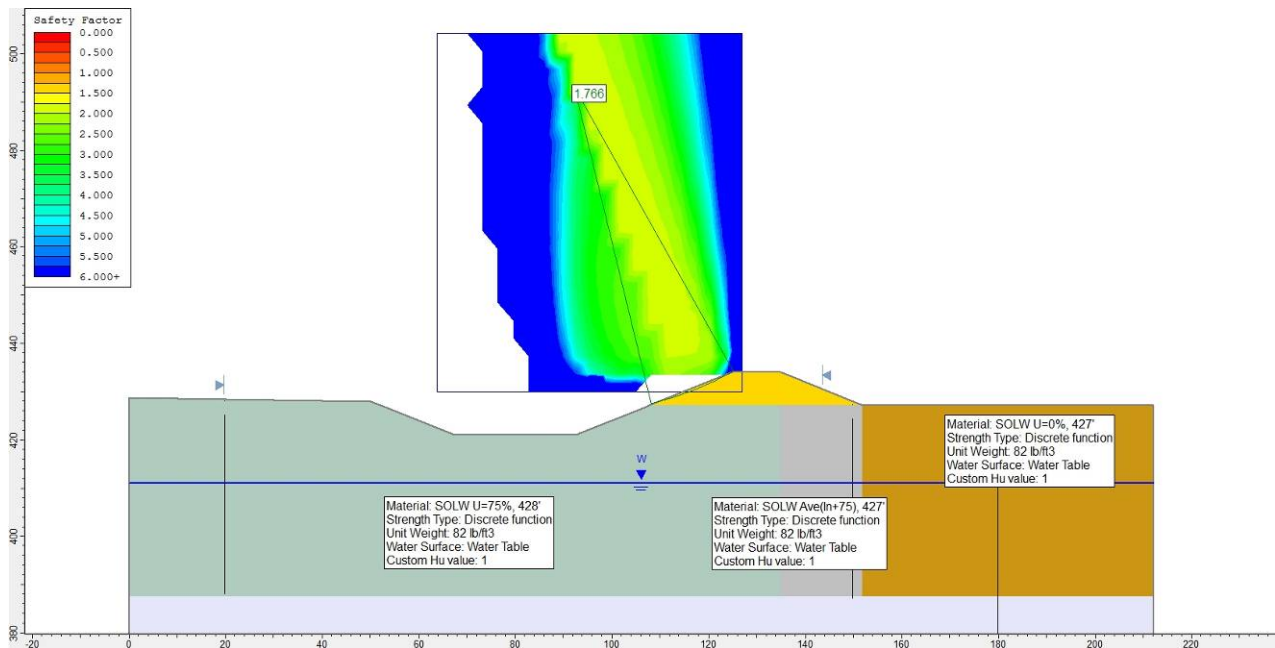 Safety Factor
0.000
0.500
1.000
1.500
2.000
2.500
3.000
3.500
4.000
4.500
5.000
5.500
6.000+
500
480
460
440
420
400
380
1.766
W
Material: SOLW U=0%, 427'
Strength Type: Discrete function
Unit Weight: 82 lb/ft3
Water Surface: Water Table
Custom Hu value: 1
Material: SOLW U=75%, 428'
Strength Type: Discrete function
Unit Weight: 82 lb/ft3
Water Surface: Water Table
Custom Hu value: 1
Material: SOLW Ave(In+75), 427'
Strength Type: Discrete function
Unit Weight: 82 lb/ft3
Water Surface: Water Table
Custom Hu value: 1
-20 0 20 40 60 80 100 120 140 160 180 200 220